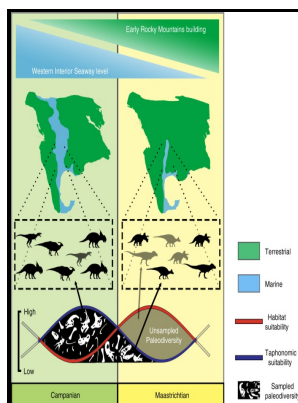 Early Rocky Mountains building
Western Interior Seaway level
High
Low
Unsampled
Paleodiversity
Campanian
Maastrichtian
Terrestrial
Marine
Habitat
suitability
Taphonomic
suitability
Sampled
paleodiversity